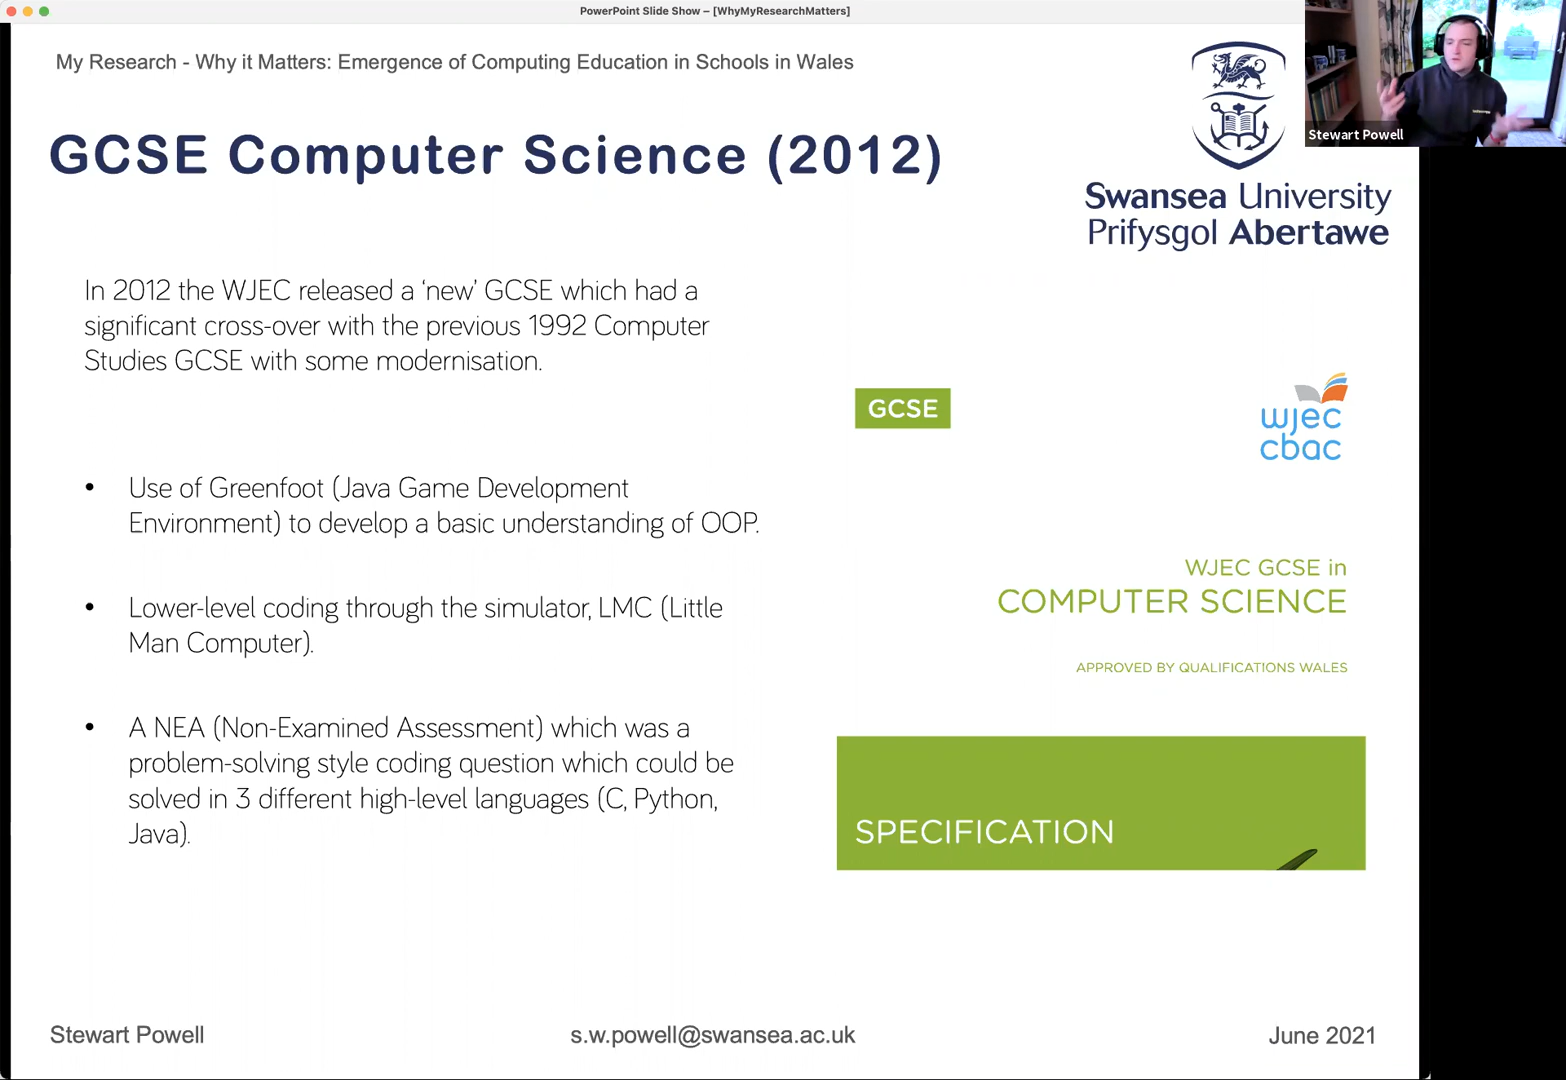 PowerPoint Slide Show – [WhyMyResearchMatters]
My Research - Why it Matters: Emergence of Computing Education in Schools in Wales
Stewart Powell
GCSE Computer Science (2012)
Swansea University
Prifysgol Abertawe
In 2012 the WJEC released a ‘new’ GCSE which had a
significant cross-over with the previous 1992 Computer
Studies GCSE with some modernisation.
• Use of Greenfoot (Java Game Development
Environment) to develop a basic understanding of OOP.
• Lower-level coding through the simulator, LMC (Little
Man Computer).
• A NEA (Non-Examined Assessment) which was a
problem-solving style coding question which could be
solved in 3 different high-level languages (C, Python,
Java).
GCSE
wjec
cbac
WJEC GCSE in
COMPUTER SCIENCE
APPROVED BY QUALIFICATIONS WALES
SPECIFICATION
Stewart Powell
s.w.powell@swansea.ac.uk
June 2021